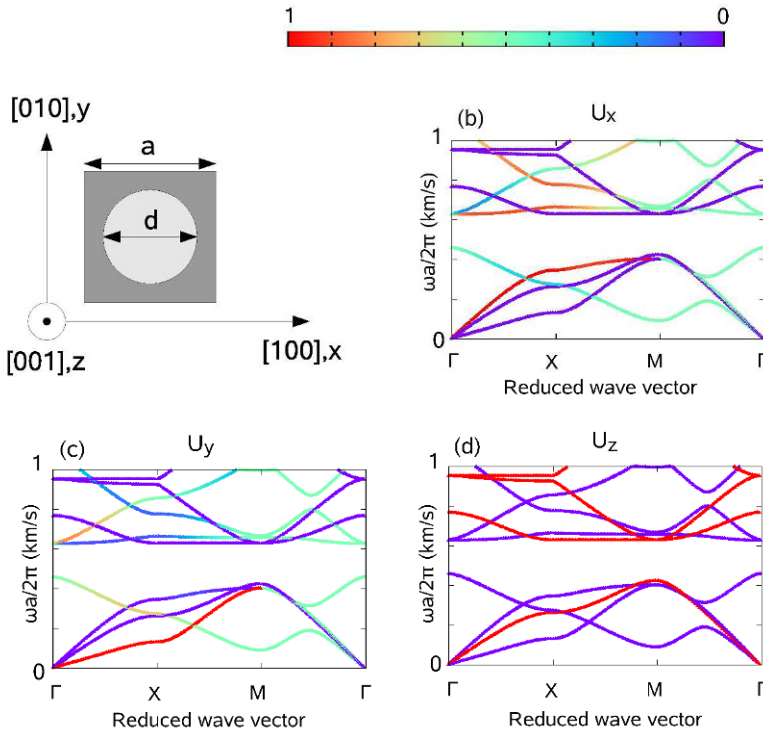 1 0
[010],y
a
d
[001],z
[100],x
(b) Ux
1
ωa/2π (km/s)
0
Γ X M Γ
Reduced wave vector
(c) Uy
1
ωa/2π (km/s)
0
Γ X M Γ
Reduced wave vector
(d) Uz
1
ωa/2π (km/s)
0
Γ X M Γ
Reduced wave vector